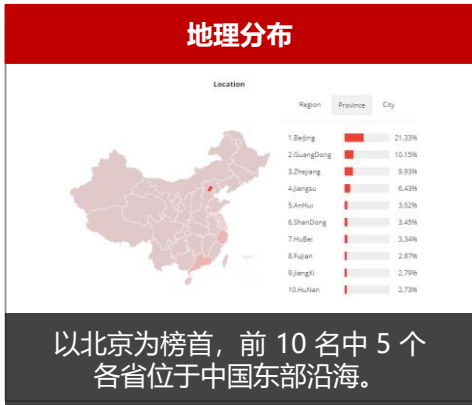 地理分布
Location
Region Province City
1.Beijing 21.33%
2.GuangDong 10.15%
3.Zhejiang 9.93%
4.Jiangsu 6.43%
5.AnHui 3.52%
6.ShanDong 3.45%
7.HuBei 3.34%
8.Fujian 2.97%
9.JiangXi 2.79%
10.HuNan 2.73%
以北京为榜首，前 10 名中 5 个
各省位于中国东部沿海。